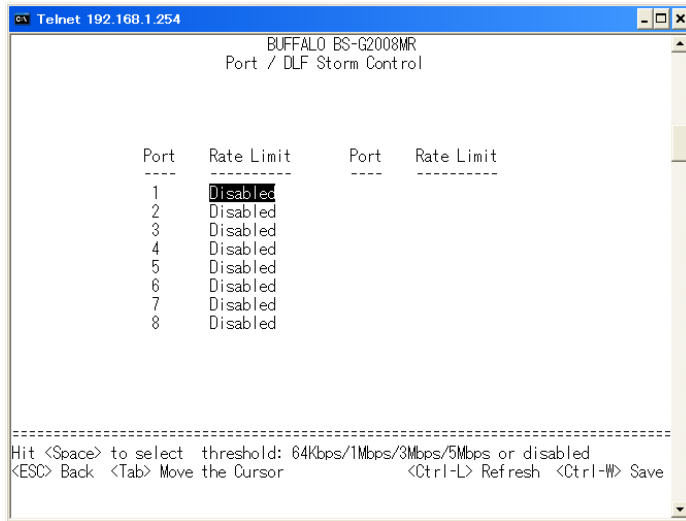 Telnet 192.168.1.254
BUFFALO BS-G2008MR
Port / DLF Storm Control
Port Rate Limit Port Rate Limit
---- ---------- ---- ----------
1 Disabled
2 Disabled
3 Disabled
4 Disabled
5 Disabled
6 Disabled
7 Disabled
8 Disabled
================================================================================
Hit <Space> to select threshold: 64Kbps/1Mbps/3Mbps/5Mbps or disabled
<ESC> Back <Tab> Move the Cursor <Ctrl-L> Refresh <Ctrl-W> Save